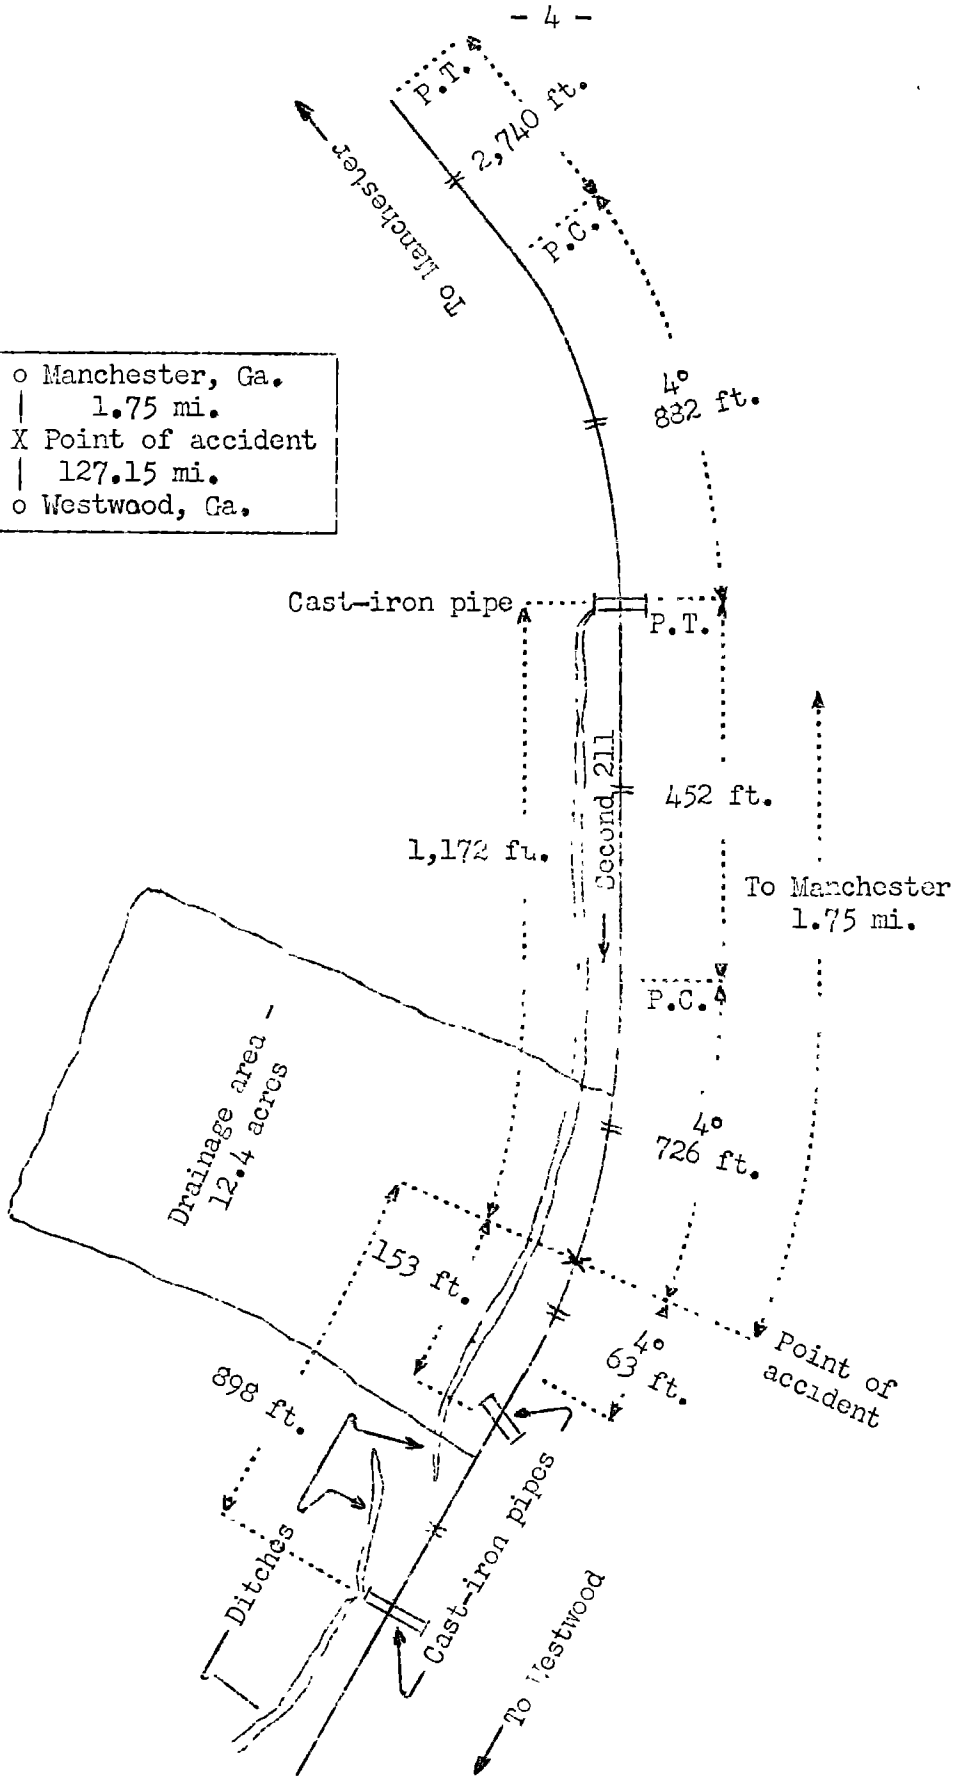 - 4 -
P.T.
2,740 ft.
To Manchester
P.C.
o Manchester, Ga.
| 1.75 mi.
X Point of accident
| 127.15 mi.
o Westwood, Ga.
4°
882 ft.
Cast-iron pipe
P.T.
Second 211
452 ft.
1,172 ft.
To Manchester
1.75 mi.
P.C.
Drainage area -
12.4 acres
4°
726 ft.
153 ft.
4°
63 ft.
Point of
accident
898 ft.
Ditches
Cast-iron pipes
To Westwood